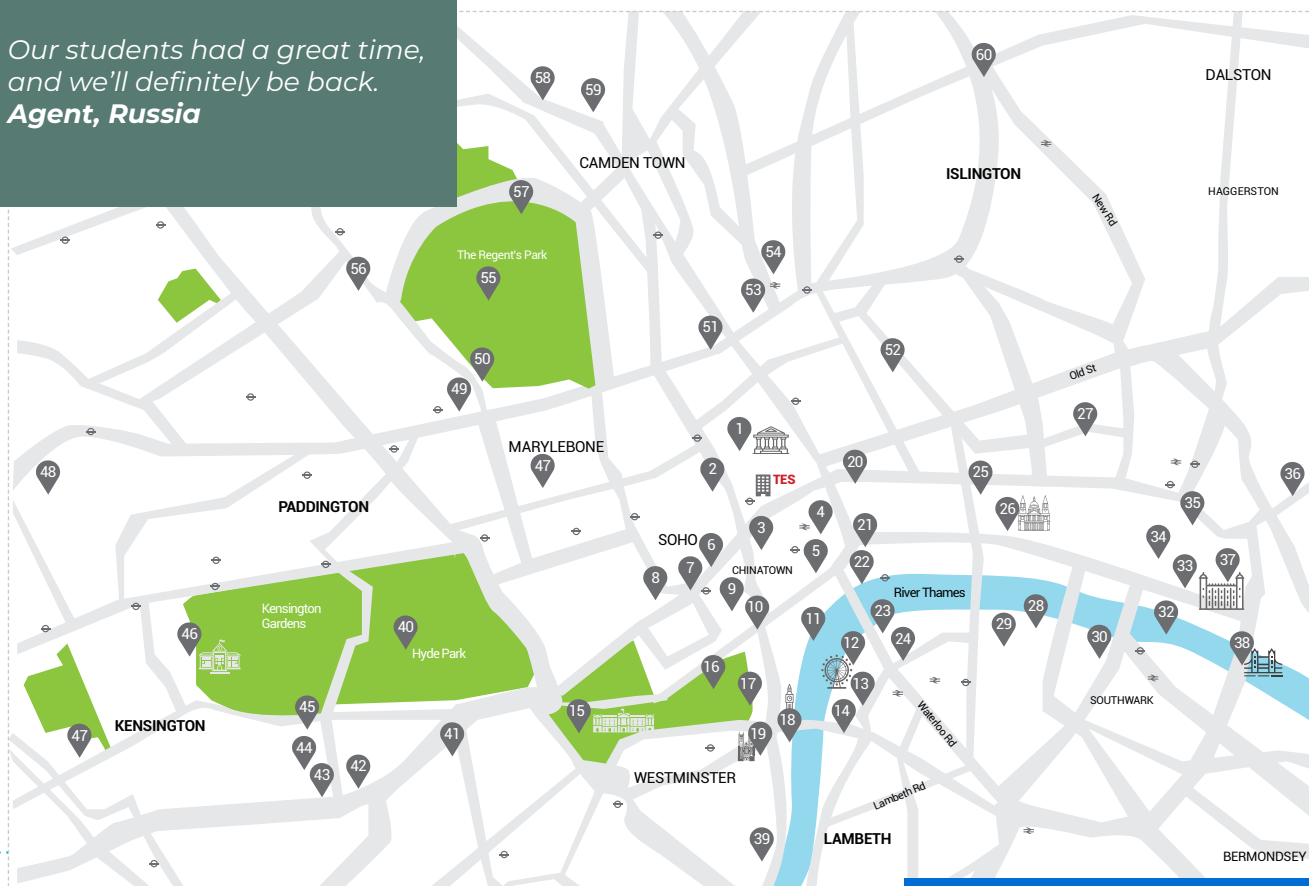 Our students had a great time,
and we'll definitely be back.
Agent, Russia
60
DALSTON
58
59
CAMDEN TOWN
ISLINGTON
57
HAGGERSTON
New Rd
The Regent's Park
54
56
55
53
51
52
50
Old St
49
27
1
MARYLEBONE
47
2
TES
20
25
48
36
PADDINGTON
26
35
4
3
21
SOHO
6
5
34
CHINATOWN
22
33
37
8
7
9
River Thames
Kensington
Gardens
10
28
11
23
29
32
40
46
Hyde Park
12
24
30
38
16
13
17
SOUTHWARK
45
15
14
18
Waterloo Rd
KENSINGTON
47
44
41
19
43
42
WESTMINSTER
Lambeth Rd
39
LAMBETH
BERMONDSEY